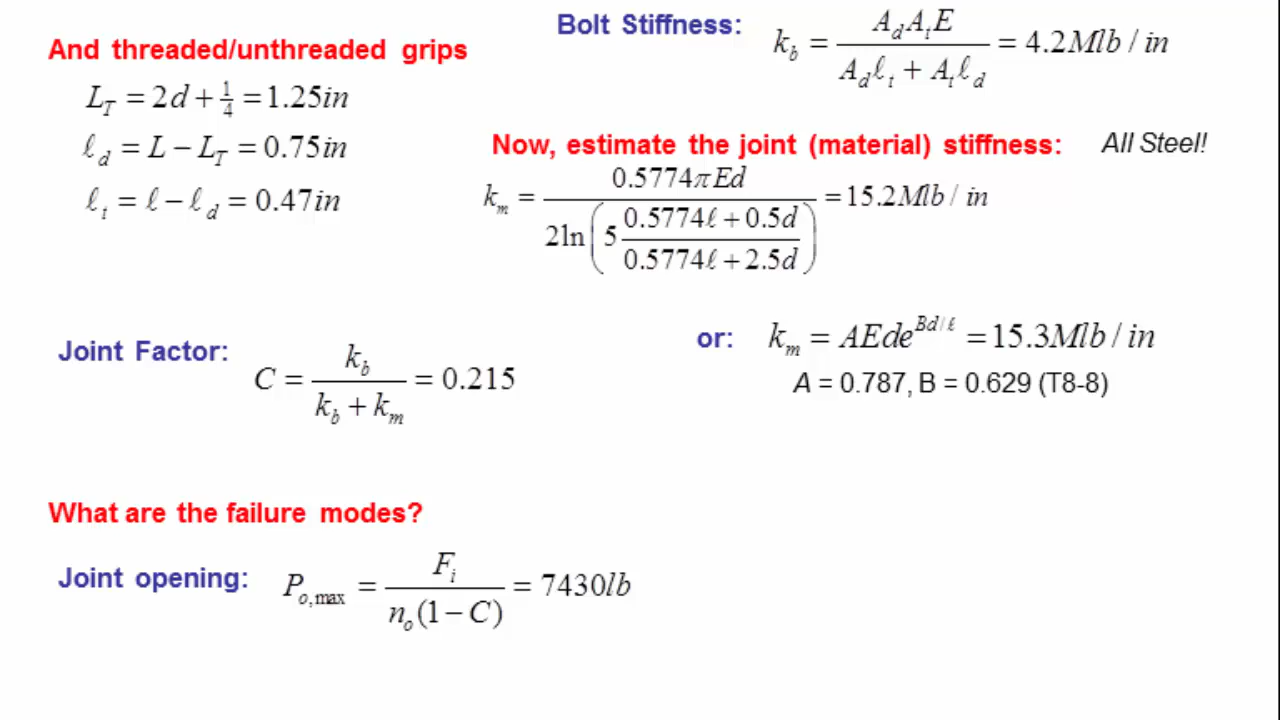 And threaded/unthreaded grips
L_T = 2d + 1/4 = 1.25in
ℓ_d = L − L_T = 0.75in
ℓ_t = ℓ − ℓ_d = 0.47in
Bolt Stiffness: k_b = A_d A_t E / (A_d ℓ_t + A_t ℓ_d) = 4.2Mlb / in
Now, estimate the joint (material) stiffness: All Steel!
k_m = 0.5774πEd / (2ln(5 (0.5774ℓ + 0.5d) / (0.5774ℓ + 2.5d))) = 15.2Mlb / in
or: k_m = AEde^(Bd/ℓ) = 15.3Mlb / in
A = 0.787, B = 0.629 (T8-8)
Joint Factor: C = k_b / (k_b + k_m) = 0.215
What are the failure modes?
Joint opening: P_o,max = F_i / (n_o(1 − C)) = 7430lb